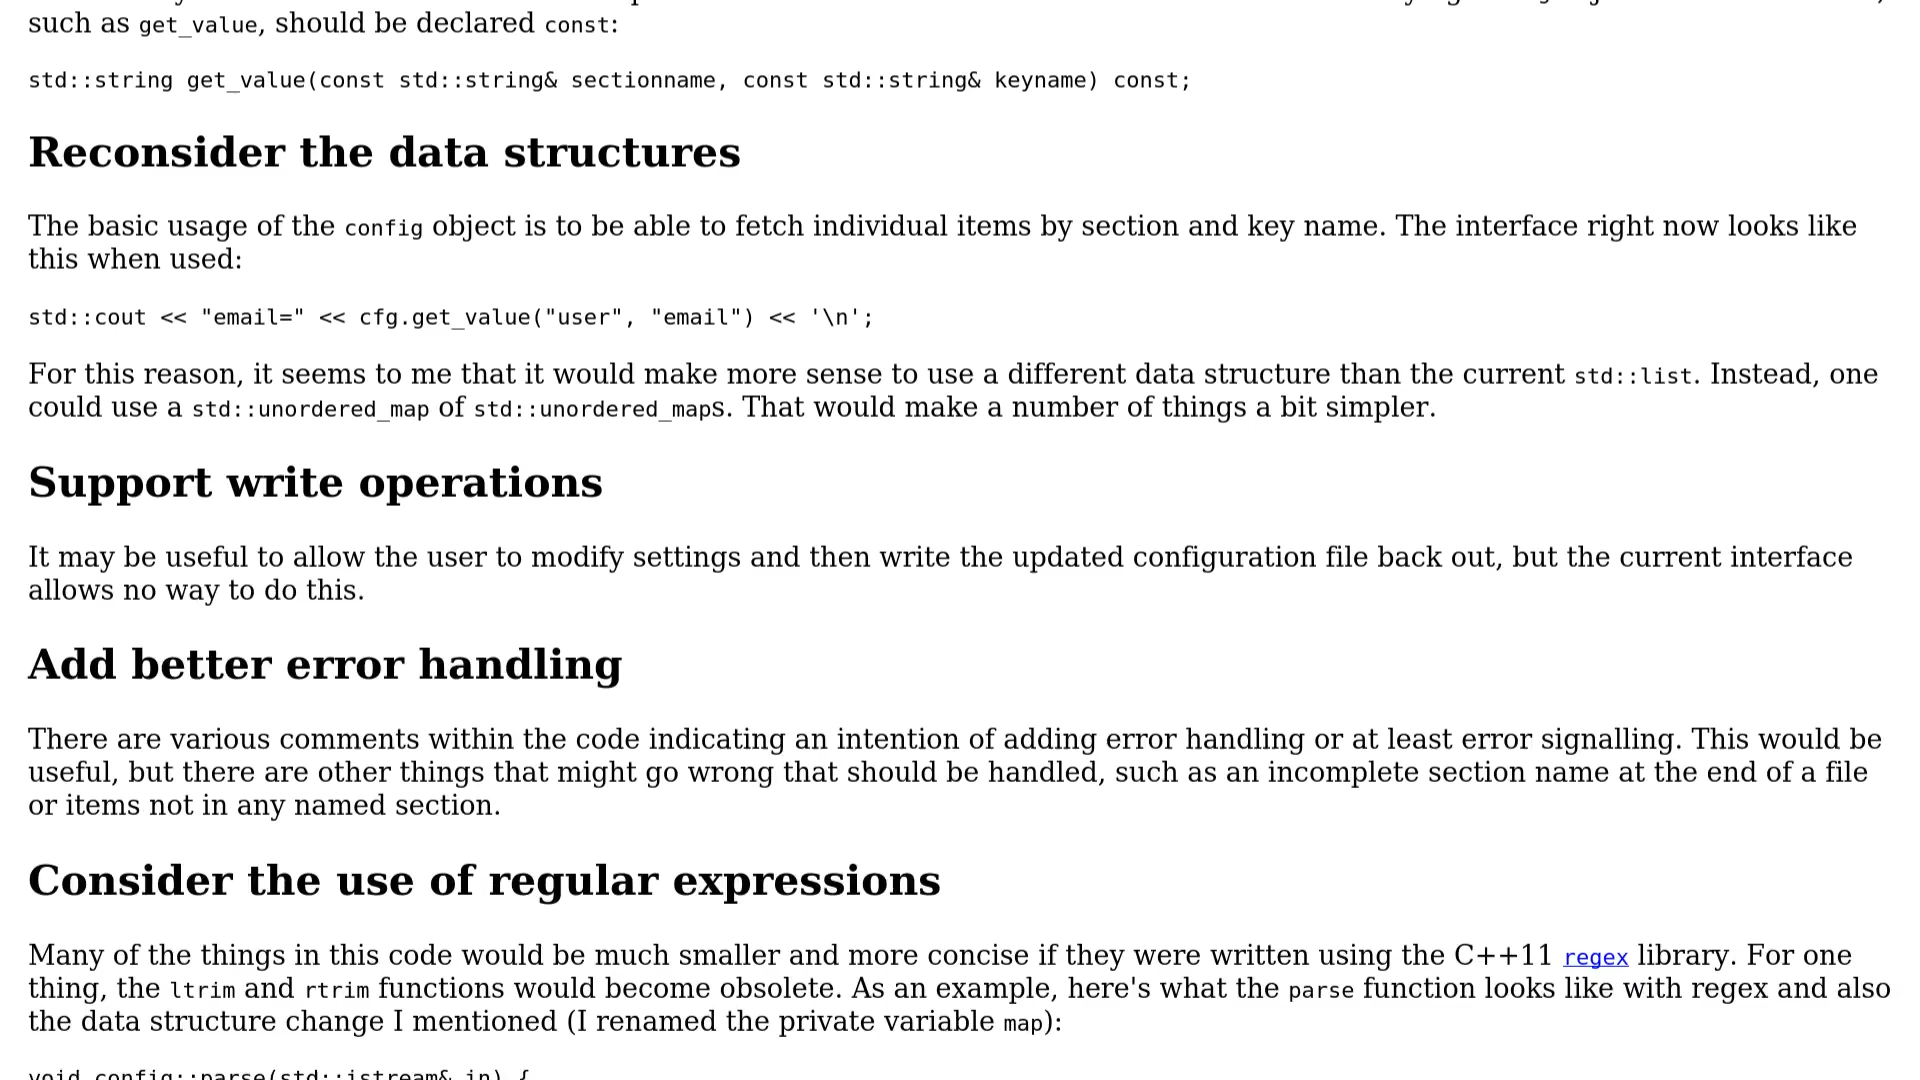 such as get_value, should be declared const:
std::string get_value(const std::string& sectionname, const std::string& keyname) const;
Reconsider the data structures
The basic usage of the config object is to be able to fetch individual items by section and key name. The interface right now looks like
this when used:
std::cout << "email=" << cfg.get_value("user", "email") << '\n';
For this reason, it seems to me that it would make more sense to use a different data structure than the current std::list. Instead, one
could use a std::unordered_map of std::unordered_maps. That would make a number of things a bit simpler.
Support write operations
It may be useful to allow the user to modify settings and then write the updated configuration file back out, but the current interface
allows no way to do this.
Add better error handling
There are various comments within the code indicating an intention of adding error handling or at least error signalling. This would be
useful, but there are other things that might go wrong that should be handled, such as an incomplete section name at the end of a file
or items not in any named section.
Consider the use of regular expressions
Many of the things in this code would be much smaller and more concise if they were written using the C++11 regex library. For one
thing, the ltrim and rtrim functions would become obsolete. As an example, here's what the parse function looks like with regex and also
the data structure change I mentioned (I renamed the private variable map):
void config::parse(std::istream& in) {